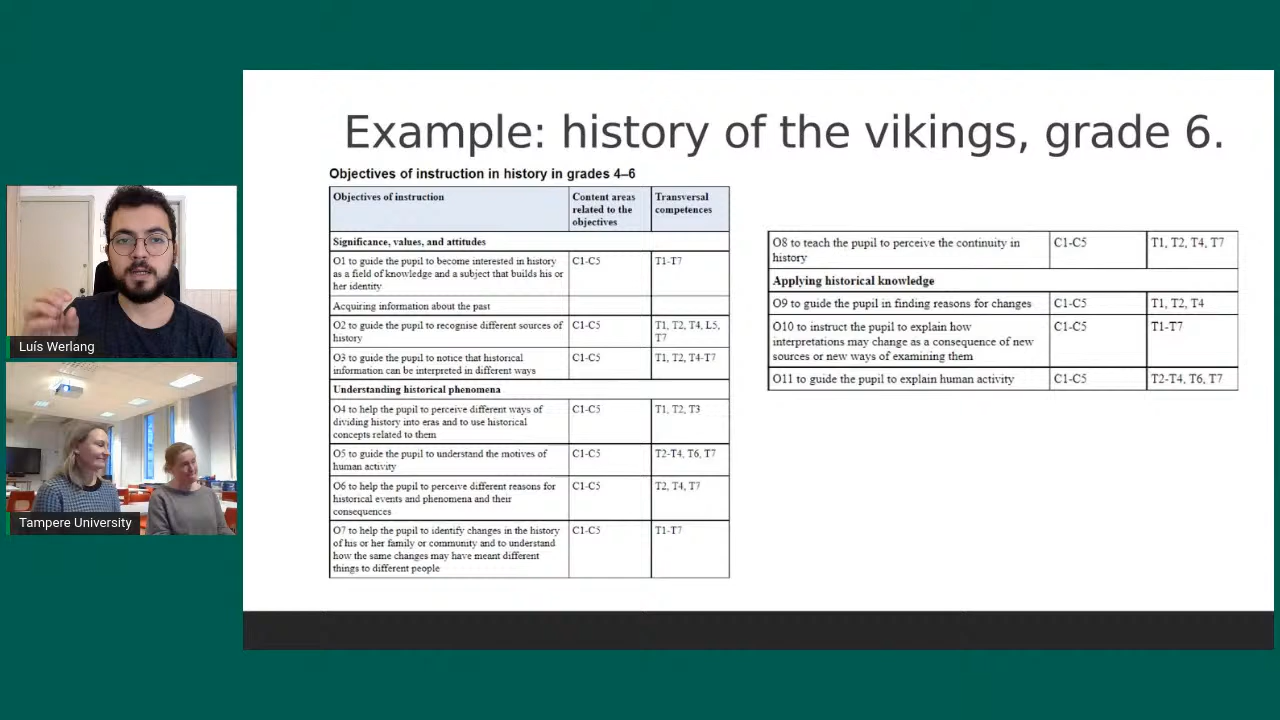 Example: history of the vikings, grade 6.
Objectives of instruction in history in grades 4–6
Objectives of instruction
Content areas
related to the
objectives
Transversal
competences
Significance, values, and attitudes
O1 to guide the pupil to become interested in history
as a field of knowledge and a subject that builds his or
her identity
C1-C5
T1-T7
Acquiring information about the past
O2 to guide the pupil to recognise different sources of
history
C1-C5
T1, T2, T4, L5,
T7
O3 to guide the pupil to notice that historical
information can be interpreted in different ways
C1-C5
T1, T2, T4-T7
Understanding historical phenomena
O4 to help the pupil to perceive different ways of
dividing history into eras and to use historical
concepts related to them
C1-C5
T1, T2, T3
O5 to guide the pupil to understand the motives of
human activity
C1-C5
T2-T4, T6, T7
O6 to help the pupil to perceive different reasons for
historical events and phenomena and their
consequences
C1-C5
T2, T4, T7
O7 to help the pupil to identify changes in the history
of his or her family or community and to understand
how the same changes may have meant different
things to different people
C1-C5
T1-T7
O8 to teach the pupil to perceive the continuity in
history
C1-C5
T1, T2, T4, T7
Applying historical knowledge
O9 to guide the pupil in finding reasons for changes
C1-C5
T1, T2, T4
O10 to instruct the pupil to explain how
interpretations may change as a consequence of new
sources or new ways of examining them
C1-C5
T1-T7
O11 to guide the pupil to explain human activity
C1-C5
T2-T4, T6, T7
Luís Werlang
Tampere University